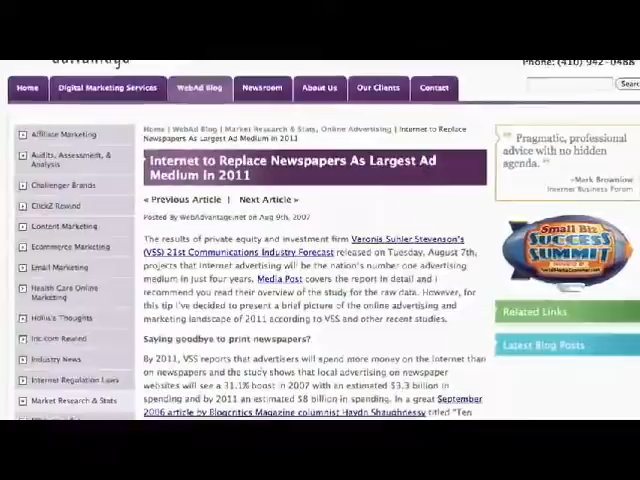 Phone: (410) 942-0488
Home
Digital Marketing Services
WebAd Blog
Newsroom
About Us
Our Clients
Contact
Searc
Affiliate Marketing
Audits, Assessment, &
Analysis
Challenger Brands
ClickZ Rewind
Content Marketing
Ecommerce Marketing
Email Marketing
Health Care Online
Marketing
Hollis's Thoughts
Inc.com Rewind
Industry News
Internet Regulation Laws
Market Research & Stats
Home | WebAd Blog | Market Research & Stats, Online Advertising | Internet to Replace
Newspapers As Largest Ad Medium in 2011
Internet to Replace Newspapers As Largest Ad
Medium in 2011
« Previous Article | Next Article »
Posted By WebAdvantage.net on Aug 9th, 2007
The results of private equity and investment firm Veronis Suhler Stevenson's
(VSS) 21st Communications Industry Forecast released on Tuesday, August 7th,
projects that Internet advertising will be the nation's number one advertising
medium in just four years. Media Post covers the report in detail and I
recommend you read their overview of the study for the raw data. However, for
this tip I've decided to present a brief picture of the online advertising and
marketing landscape of 2011 according to VSS and other recent studies.
Saying goodbye to print newspapers?
By 2011, VSS reports that advertisers will spend more money on the Internet than
on newspapers and the study shows that local advertising on newspaper
websites will see a 31.1% boost in 2007 with an estimated $3.3 billion in
spending and by 2011 an estimated $8 billion in spending. In a great September
2006 article by Blogcritics Magazine columnist Haydn Shaughnessy titled "Ten
" Pragmatic, professional
advice with no hidden
agenda. "
~Mark Brownlow
Internet Business Forum
Small Biz
SUCCESS
SUMMIT
Related Links
Latest Blog Posts